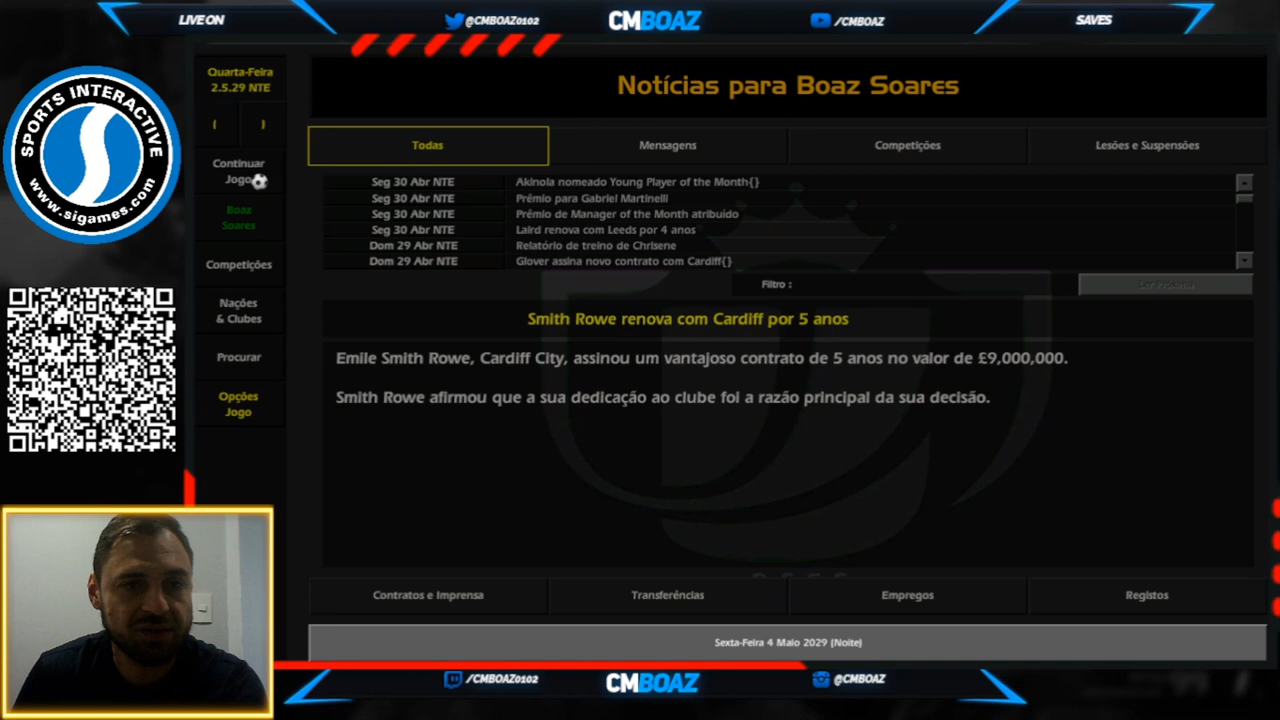 LIVE ON
@CMBOAZ0102
CMBOAZ
/CMBOAZ
SAVES
SPORTS INTERACTIVE
www.sigames.com
Quarta-Feira
2.5.29 NTE
Continuar
Jogo
Boaz
Soares
Competições
Nações
& Clubes
Procurar
Opções
Jogo
Notícias para Boaz Soares
Todas
Mensagens
Competições
Lesões e Suspensões
Seg 30 Abr NTE Akinola nomeado Young Player of the Month{}
Seg 30 Abr NTE Prémio para Gabriel Martinelli
Seg 30 Abr NTE Prémio de Manager of the Month atribuido
Seg 30 Abr NTE Laird renova com Leeds por 4 anos
Dom 29 Abr NTE Relatório de treino de Chrisene
Dom 29 Abr NTE Glover assina novo contrato com Cardiff{}
Filtro :
Ler Próxima
Smith Rowe renova com Cardiff por 5 anos
Emile Smith Rowe, Cardiff City, assinou um vantajoso contrato de 5 anos no valor de £9,000,000.
Smith Rowe afirmou que a sua dedicação ao clube foi a razão principal da sua decisão.
Contratos e Imprensa
Transferências
Empregos
Registos
Sexta-Feira 4 Maio 2029 (Noite)
/CMBOAZ0102
CMBOAZ
@CMBOAZ